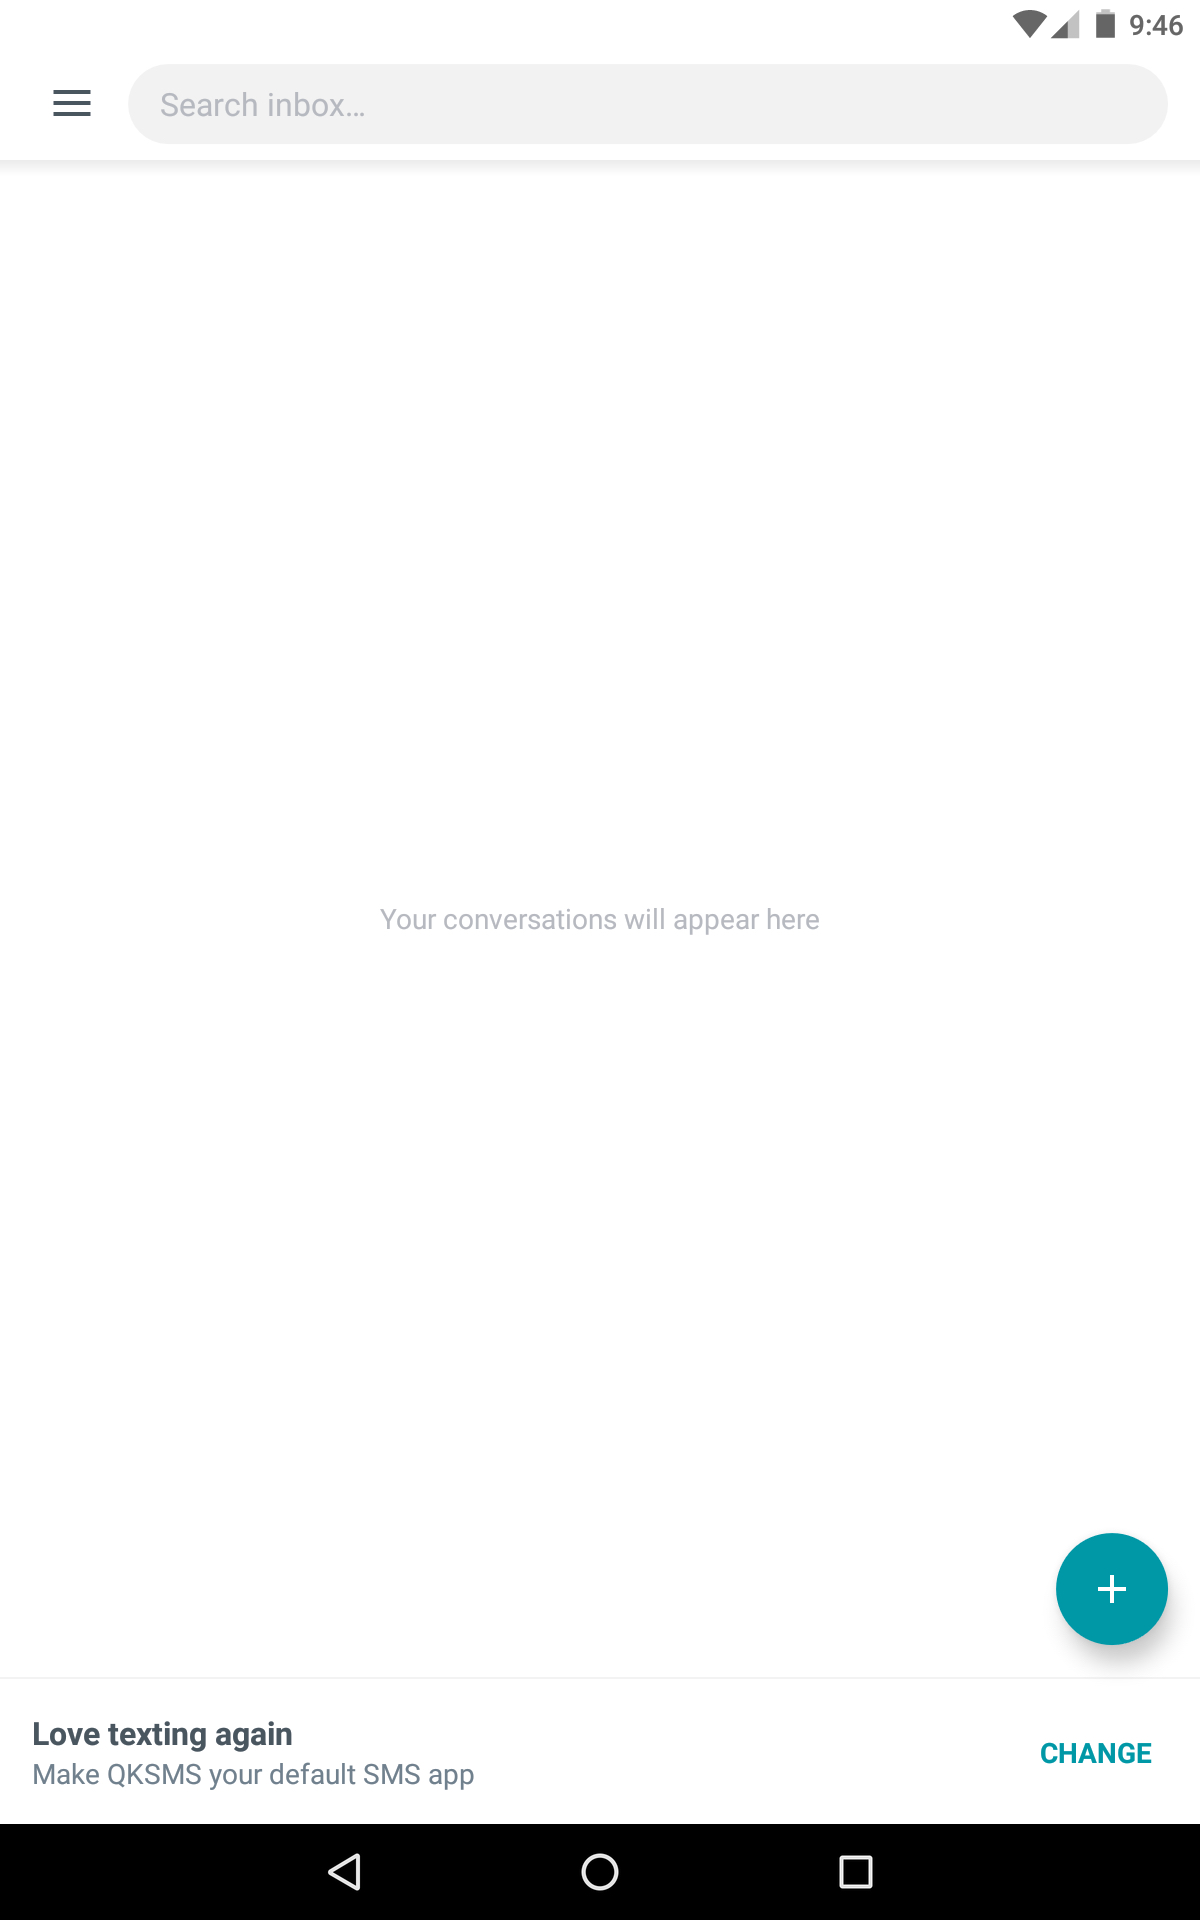 9:46
Search inbox...
Your conversations will appear here
Love texting again
Make QKSMS your default SMS app
CHANGE